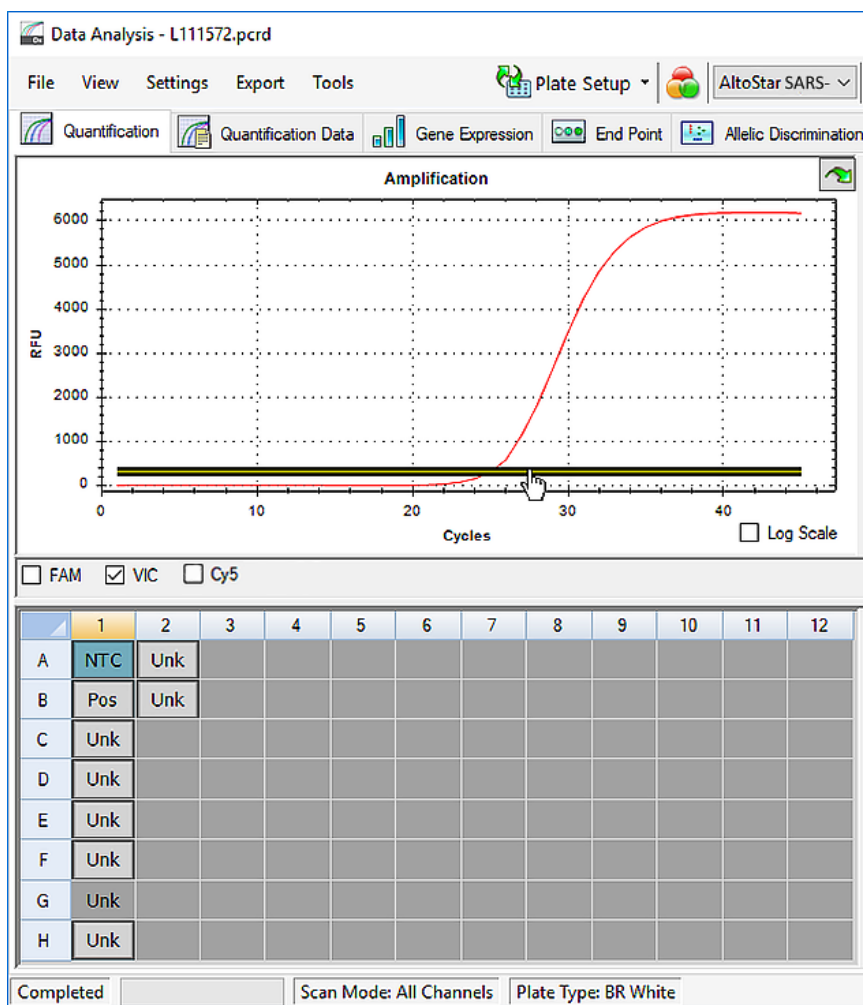 Data Analysis - L111572.pcrd
File View Settings Export Tools Plate Setup AltoStar SARS-
Quantification Quantification Data Gene Expression End Point Allelic Discrimination
Amplification
6000
5000
4000
3000
2000
1000
0
RFU
0 10 20 30 40
Cycles
Log Scale
FAM VIC Cy5
1 2 3 4 5 6 7 8 9 10 11 12
A NTC Unk
B Pos Unk
C Unk
D Unk
E Unk
F Unk
G Unk
H Unk
Completed Scan Mode: All Channels Plate Type: BR White